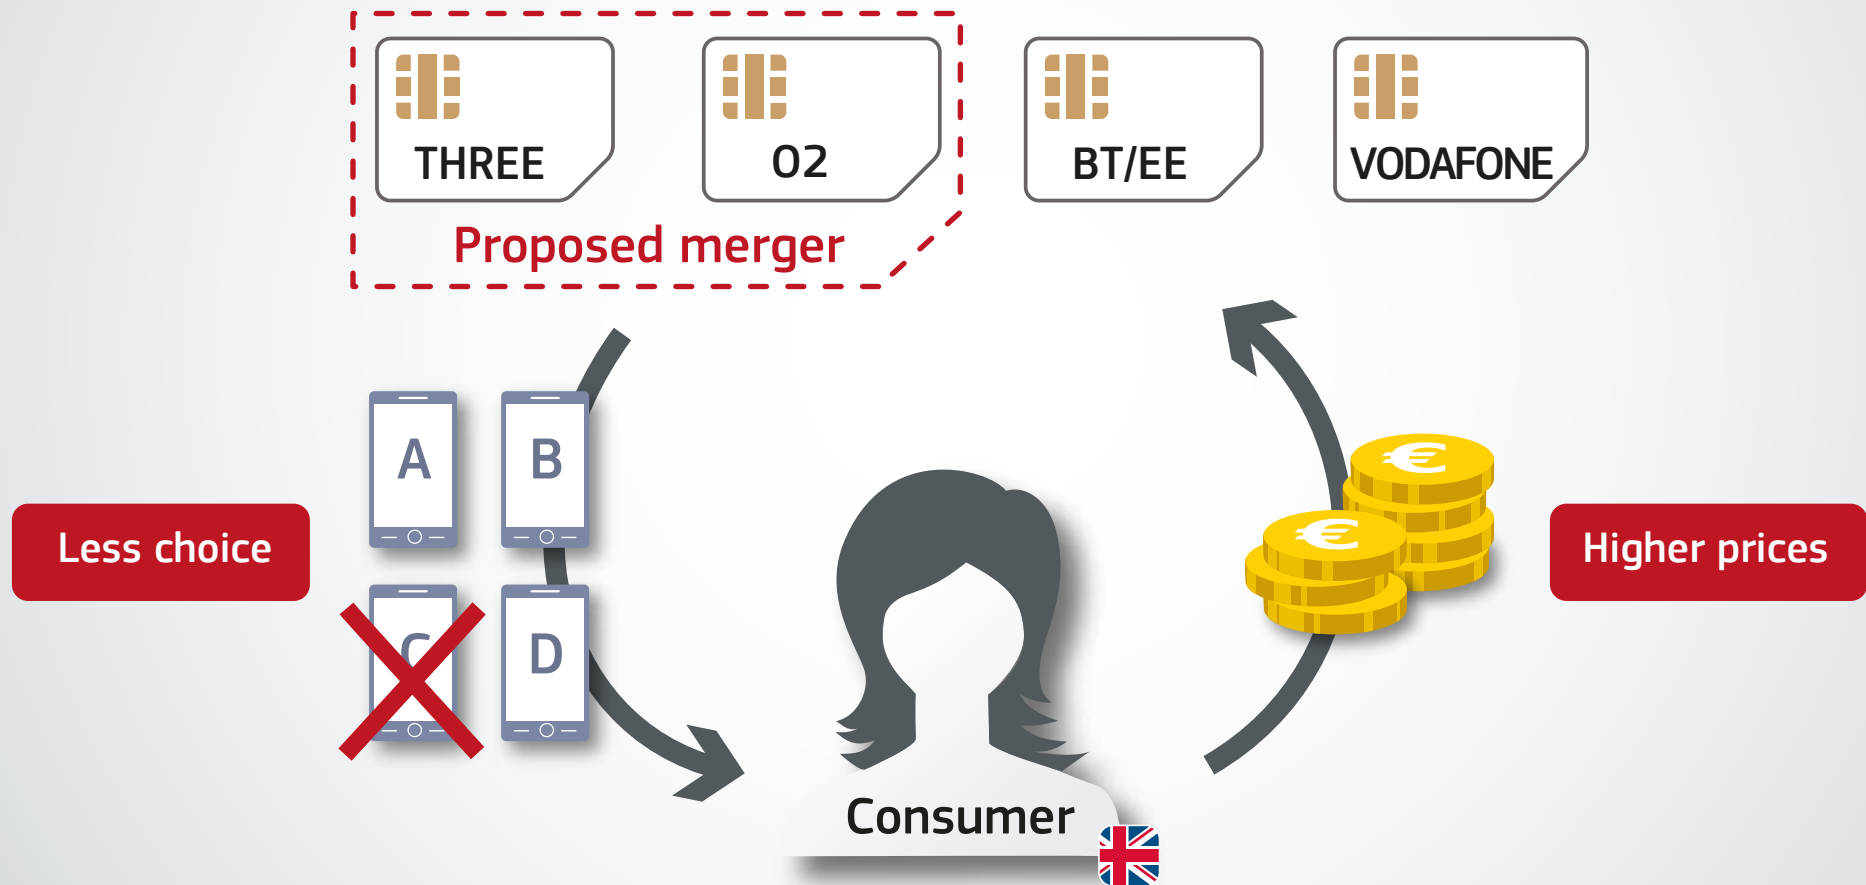 THREE
O2
BT/EE
VODAFONE
Proposed merger
A
B
Less choice
Higher prices
C
D
€
€
Consumer